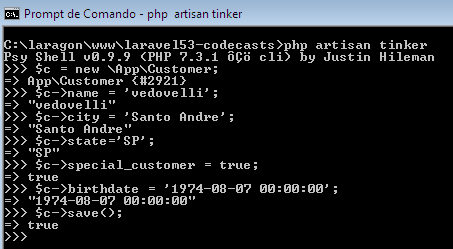 Prompt de Comando - php artisan tinker
C:\laragon\www\laravel53-codecasts>php artisan tinker
Psy Shell v0.9.9 (PHP 7.3.1 ÔÇö cli) by Justin Hileman
>>> $c = new \App\Customer;
=> App\Customer {#2921}
>>> $c->name = 'vedovelli';
=> "vedovelli"
>>> $c->city = 'Santo Andre';
=> "Santo Andre"
>>> $c->state='SP';
=> "SP"
>>> $c->special_customer = true;
=> true
>>> $c->birthdate = '1974-08-07 00:00:00';
=> "1974-08-07 00:00:00"
>>> $c->save();
=> true
>>>